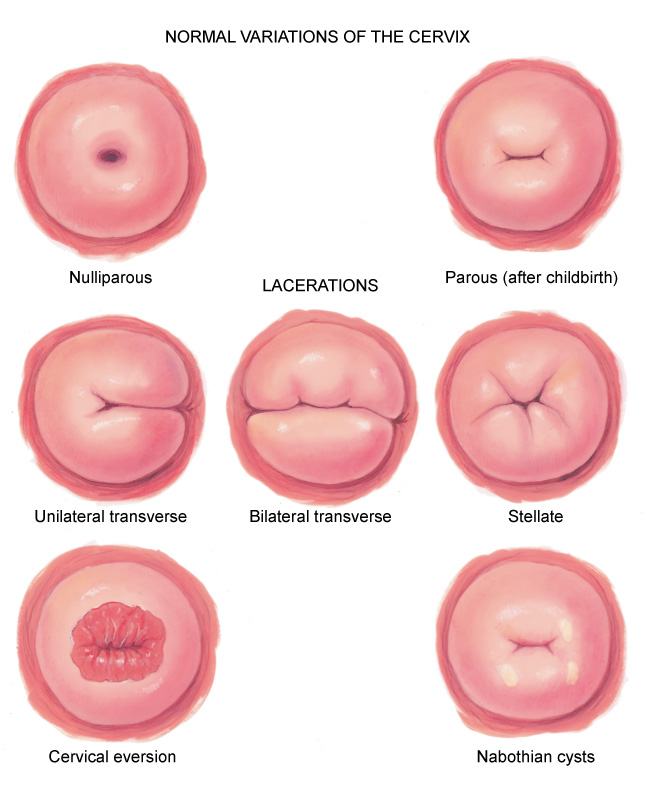 NORMAL VARIATIONS OF THE CERVIX
Nulliparous
Parous (after childbirth)
LACERATIONS
Unilateral transverse
Bilateral transverse
Stellate
Cervical eversion
Nabothian cysts